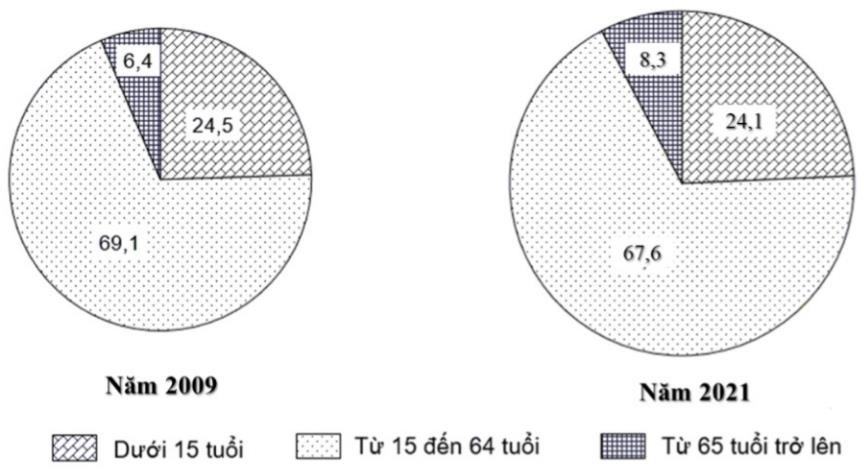 6,4
24,5
69,1
8,3
24,1
67,6
Năm 2009
Năm 2021
Dưới 15 tuổi
Từ 15 đến 64 tuổi
Từ 65 tuổi trở lên